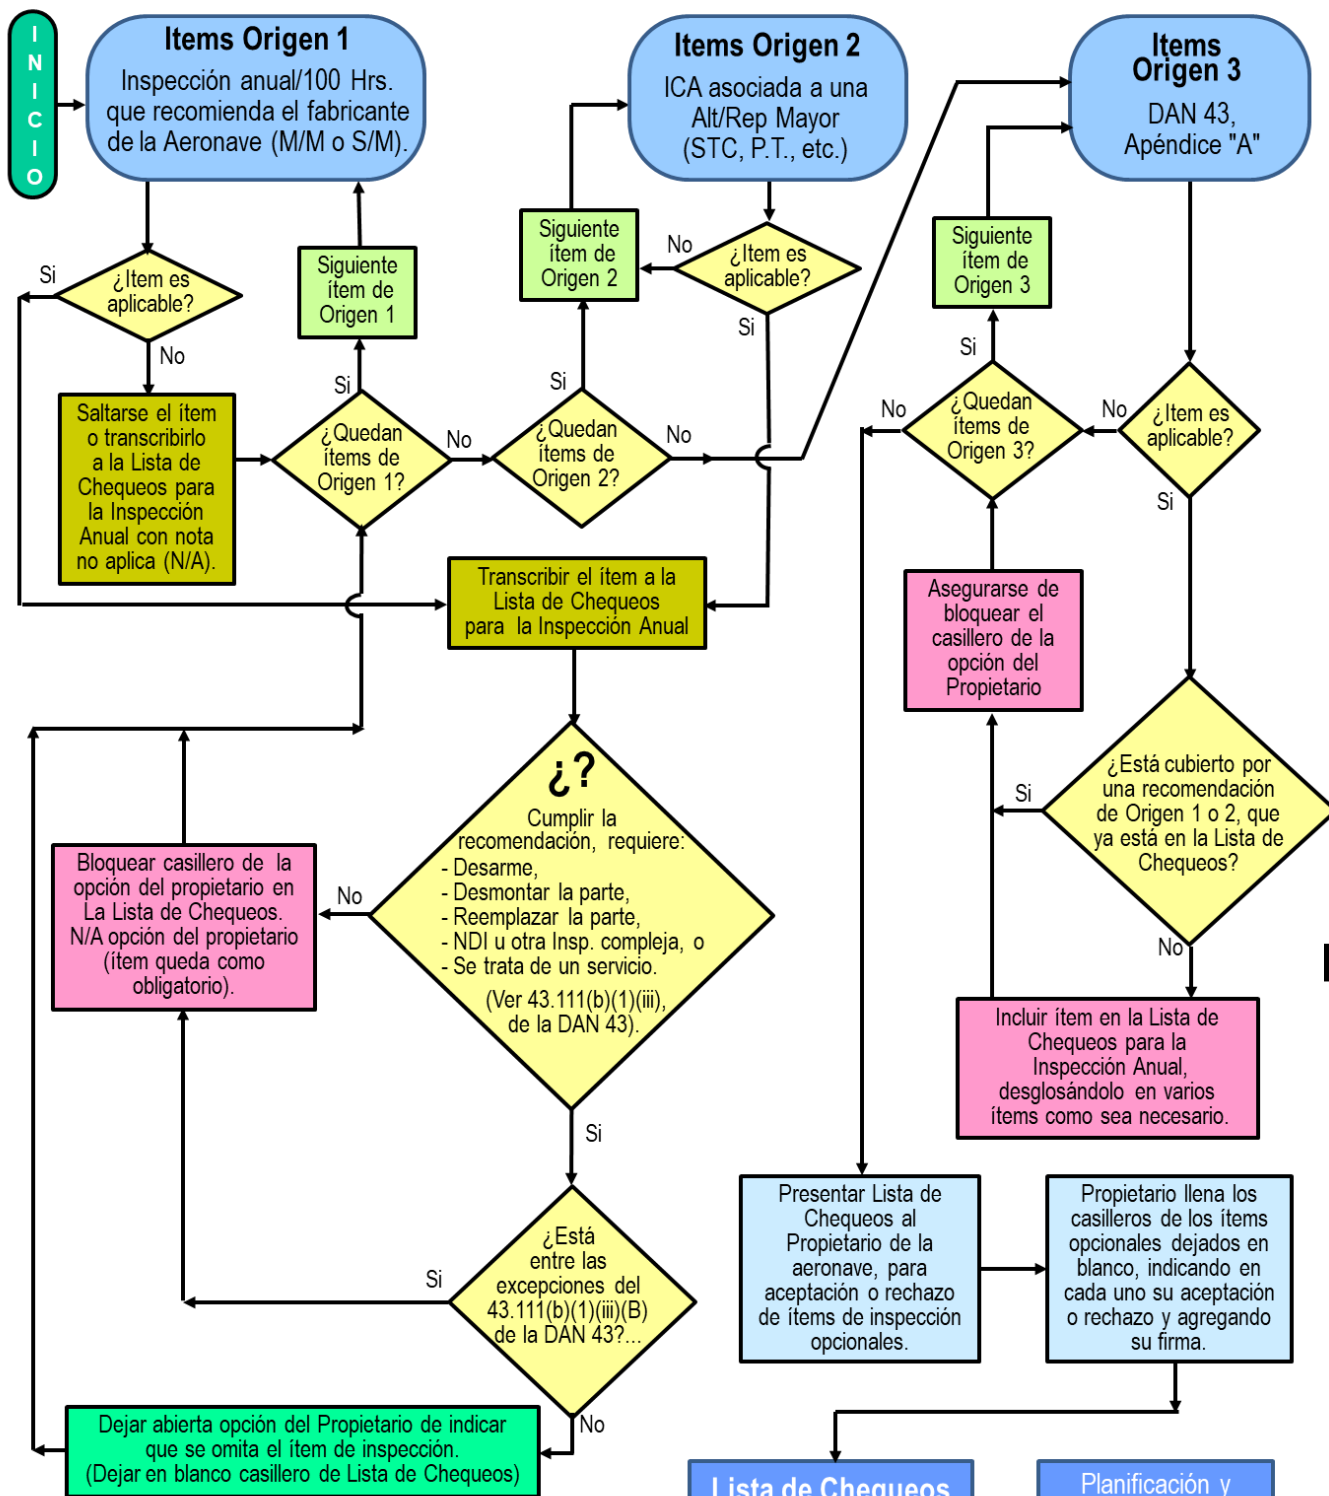 I
N
I
C
I
O
Items Origen 1
Inspección anual/100 Hrs.
que recomienda el fabricante
de la Aeronave (M/M o S/M).
Items Origen 2
ICA asociada a una
Alt/Rep Mayor
(STC, P.T., etc.)
Items
Origen 3
DAN 43,
Apéndice "A"
Si
¿Item es
aplicable?
No
Siguiente
ítem de
Origen 1
Siguiente
ítem de
Origen 2
No
¿Item es
aplicable?
Si
Siguiente
ítem de
Origen 3
Saltarse el ítem
o transcribirlo
a la Lista de
Chequeos para
la Inspección
Anual con nota
no aplica (N/A).
Si
¿Quedan
ítems de
Origen 1?
No
Si
¿Quedan
ítems de
Origen 2?
No
Si
No
¿Quedan
ítems de
Origen 3?
No
¿Item es
aplicable?
Si
Transcribir el ítem a la
Lista de Chequeos
para la Inspección Anual
Asegurarse de
bloquear el
casillero de la
opción del
Propietario
¿?
Cumplir la
recomendación, requiere:
- Desarme,
- Desmontar la parte,
- Reemplazar la parte,
- NDI u otra Insp. compleja, o
- Se trata de un servicio.
(Ver 43.111(b)(1)(iii),
de la DAN 43).
No
Si
Bloquear casillero de la
opción del propietario en
La Lista de Chequeos.
N/A opción del propietario
(ítem queda como
obligatorio).
¿Está cubierto por
una recomendación
de Origen 1 o 2, que
ya está en la Lista de
Chequeos?
Si
No
Incluir ítem en la Lista de
Chequeos para la
Inspección Anual,
desglosándolo en varios
ítems como sea necesario.
¿Está
entre las
excepciones del
43.111(b)(1)(iii)(B)
de la DAN 43?...
Si
No
Presentar Lista de
Chequeos al
Propietario de la
aeronave, para
aceptación o rechazo
de ítems de inspección
opcionales.
Propietario llena los
casilleros de los ítems
opcionales dejados en
blanco, indicando en
cada uno su aceptación
o rechazo y agregando
su firma.
Dejar abierta opción del Propietario de indicar
que se omita el ítem de inspección.
(Dejar en blanco casillero de Lista de Chequeos)
Lista de Chequeos
Planificación y